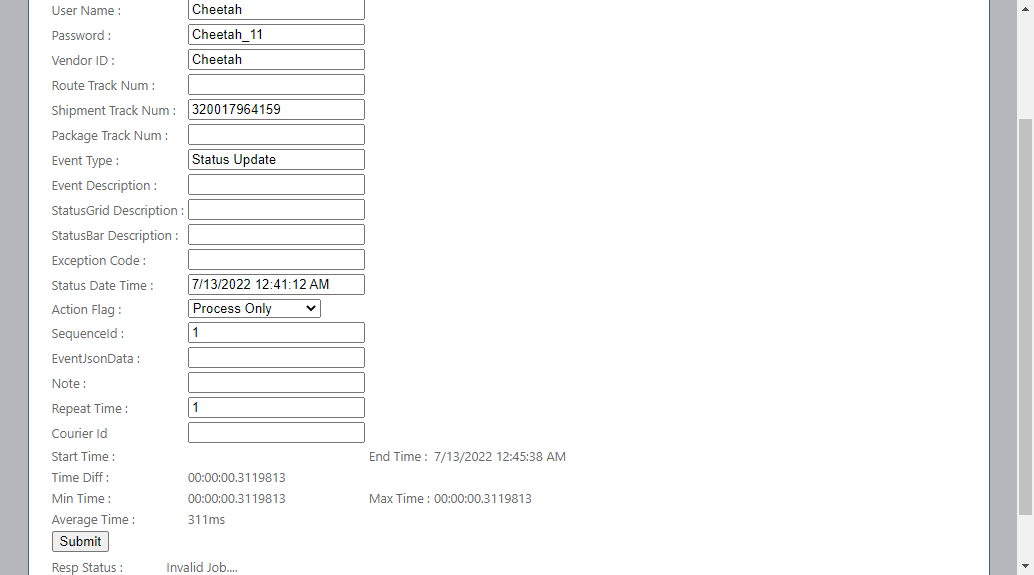 User Name : Cheetah
Password : Cheetah_11
Vendor ID : Cheetah
Route Track Num :
Shipment Track Num : 320017964159
Package Track Num :
Event Type : Status Update
Event Description :
StatusGrid Description :
StatusBar Description :
Exception Code :
Status Date Time : 7/13/2022 12:41:12 AM
Action Flag : Process Only
SequenceId : 1
EventJsonData :
Note :
Repeat Time : 1
Courier Id
Start Time : End Time : 7/13/2022 12:45:38 AM
Time Diff : 00:00:00.3119813
Min Time : 00:00:00.3119813 Max Time : 00:00:00.3119813
Average Time : 311ms
Submit
Resp Status : Invalid Job....